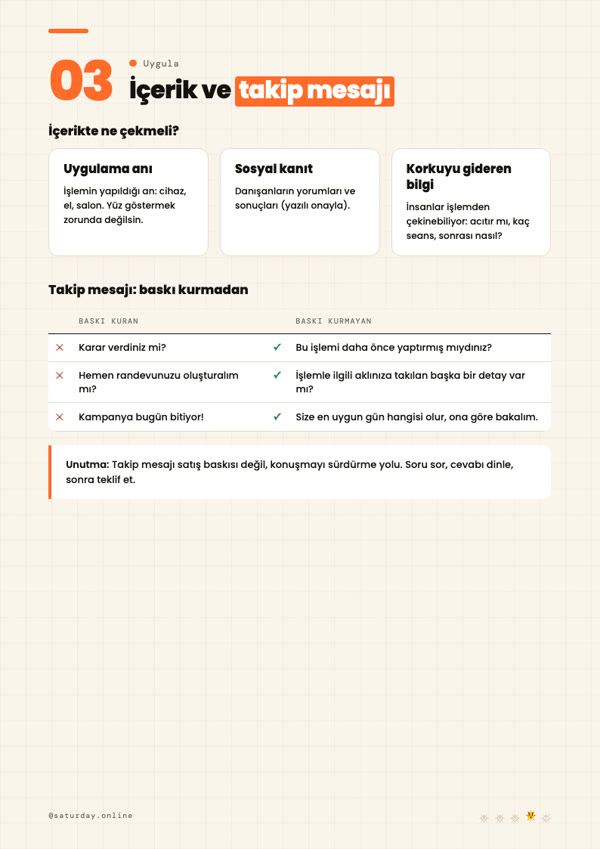 03
Uygula
İçerik ve takip mesajı
İçerikte ne çekmeli?
Uygulama anı
İşlemin yapıldığı an: cihaz,
el, salon. Yüz göstermek
zorunda değilsin.
Sosyal kanıt
Danışanların yorumları ve
sonuçları (yazılı onayla).
Korkuyu gideren
bilgi
İnsanlar işlemden
çekinebiliyor: acıtır mı, kaç
seans, sonrası nasıl?
Takip mesajı: baskı kurmadan
BASKI KURAN
BASKI KURMAYAN
✕ Karar verdiniz mi?
✓ Bu işlemi daha önce yaptırmış mıydınız?
✕ Hemen randevunuzu oluşturalım
mı?
✓ İşlemle ilgili aklınıza takılan başka bir detay var
mı?
✕ Kampanya bugün bitiyor!
✓ Size en uygun gün hangisi olur, ona göre bakalım.
Unutma: Takip mesajı satış baskısı değil, konuşmayı sürdürme yolu. Soru sor, cevabı dinle,
sonra teklif et.
@saturday.online